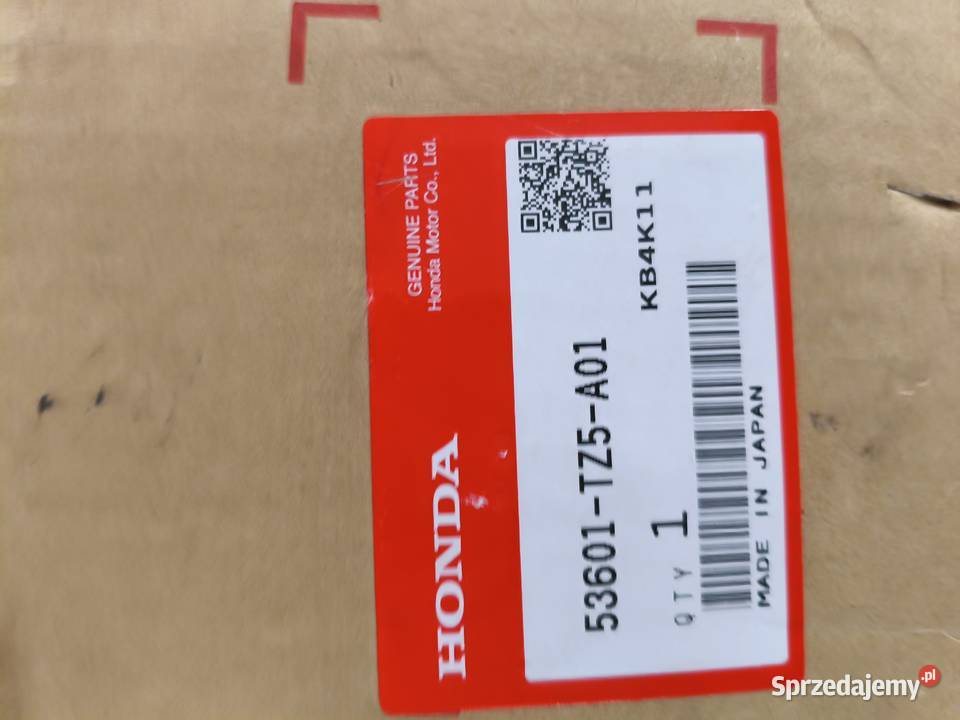 HONDA
GENUINE PARTS
Honda Motor Co., Ltd.
53601-TZ5-A01
QTY 1
KB4K11
MADE IN JAPAN
Sprzedajemy.pl